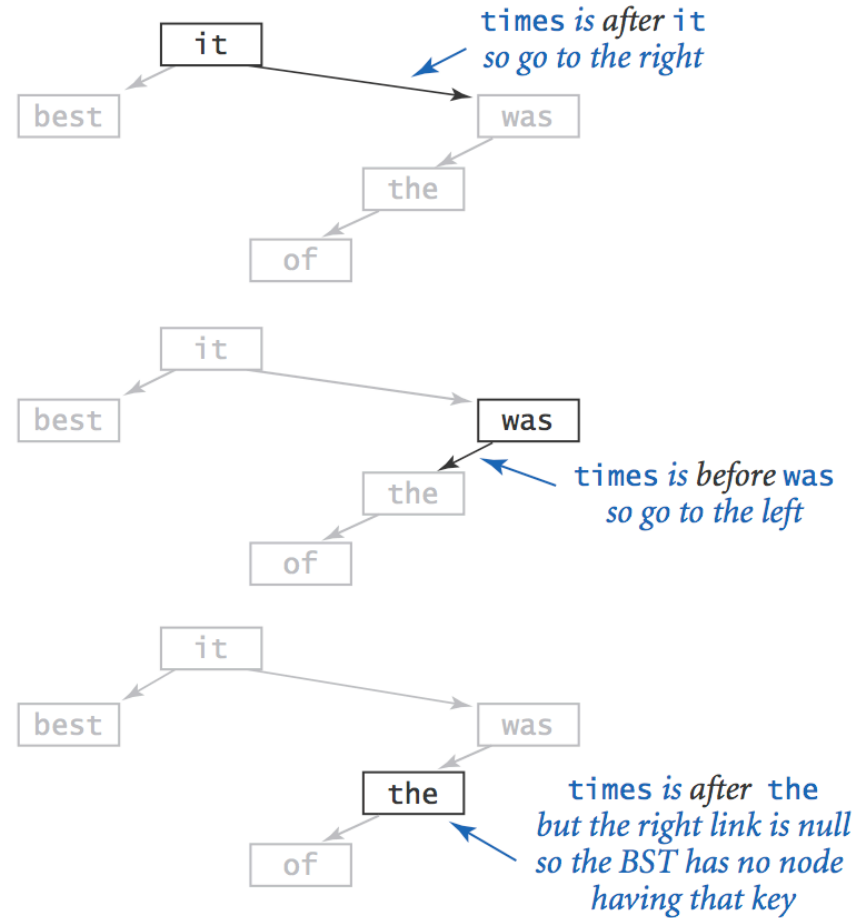 times is after it
so go to the right
it
best
was
the
of
it
best
was
times is before was
so go to the left
the
of
it
best
was
the
times is after the
but the right link is null
so the BST has no node
having that key
of